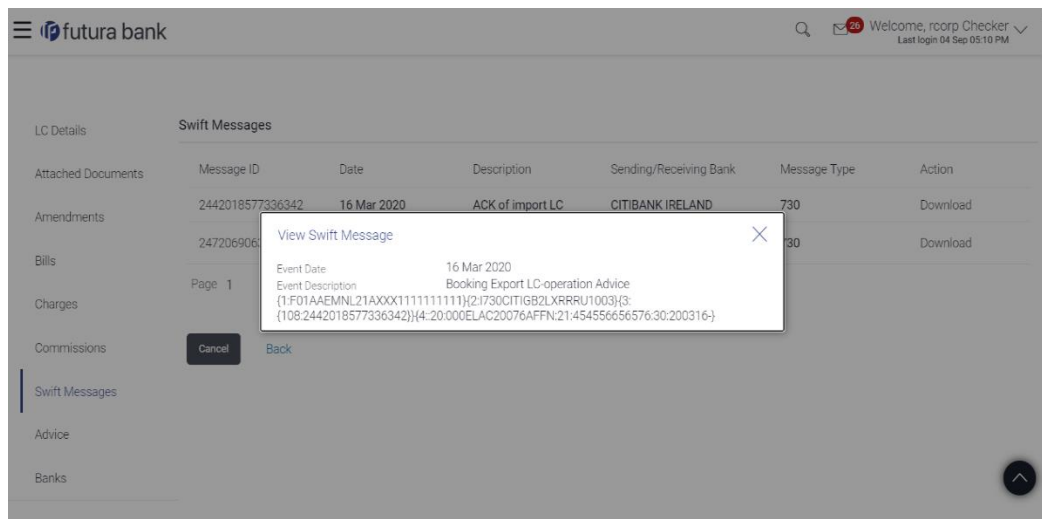 futura bank
26
Welcome, rcorp Checker
Last login 04 Sep 05:10 PM
LC Details
Attached Documents
Amendments
Bills
Charges
Commissions
Swift Messages
Advice
Banks
Swift Messages
Message ID Date Description Sending/Receiving Bank Message Type Action
2442018577336342 16 Mar 2020 ACK of import LC CITIBANK IRELAND 730 Download
Download
Page 1
Cancel Back
View Swift Message
Event Date 16 Mar 2020
Event Description Booking Export LC-operation Advice
{1:F01AAEMNL21AXXX1111111111}{2:I730CITIGB2LXRRRU1003}{3:
{108:2442018577336342}}{4::20:000ELAC20076AFFN:21:454556656576:30:200316-}